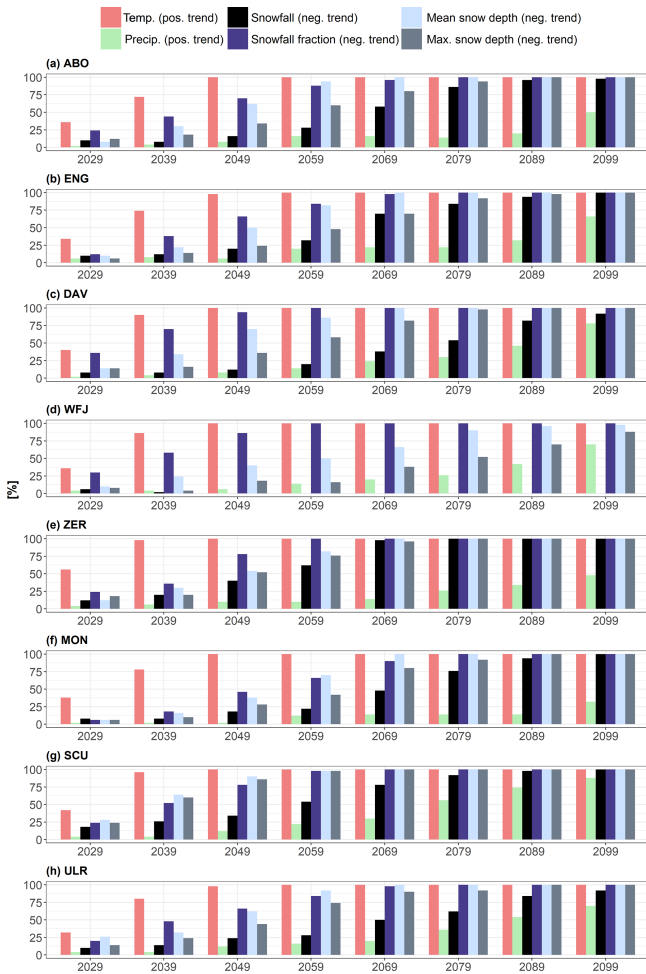 Temp. (pos. trend) Snowfall (neg. trend) Mean snow depth (neg. trend)
Precip. (pos. trend) Snowfall fraction (neg. trend) Max. snow depth (neg. trend)
[%]
(a) ABO
100
75
50
25
0
2029 2039 2049 2059 2069 2079 2089 2099
(b) ENG
100
75
50
25
0
2029 2039 2049 2059 2069 2079 2089 2099
(c) DAV
100
75
50
25
0
2029 2039 2049 2059 2069 2079 2089 2099
(d) WFJ
100
75
50
25
0
2029 2039 2049 2059 2069 2079 2089 2099
(e) ZER
100
75
50
25
0
2029 2039 2049 2059 2069 2079 2089 2099
(f) MON
100
75
50
25
0
2029 2039 2049 2059 2069 2079 2089 2099
(g) SCU
100
75
50
25
0
2029 2039 2049 2059 2069 2079 2089 2099
(h) ULR
100
75
50
25
0
2029 2039 2049 2059 2069 2079 2089 2099